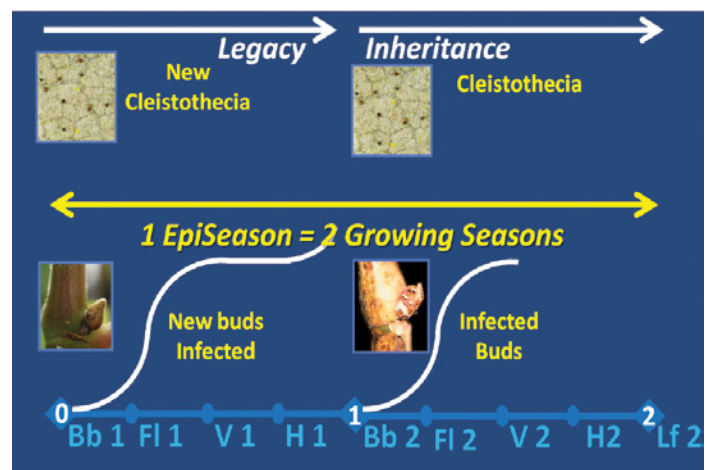 Legacy
Inheritance
New
Cleistothecia
Cleistothecia
1 EpiSeason = 2 Growing Seasons
New buds
Infected
Infected
Buds
0 1 2
Bb 1 Fl 1 V 1 H 1 Bb 2 Fl 2 V 2 H2 Lf 2